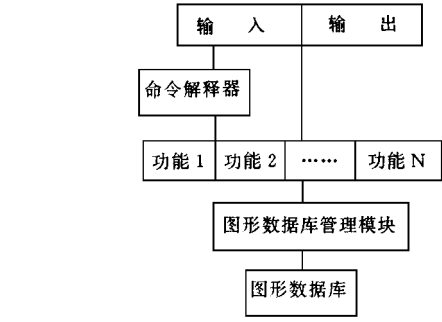 输 入 输 出
命令解释器
功能 1 功能 2 …… 功能 N
图形数据库管理模块
图形数据库